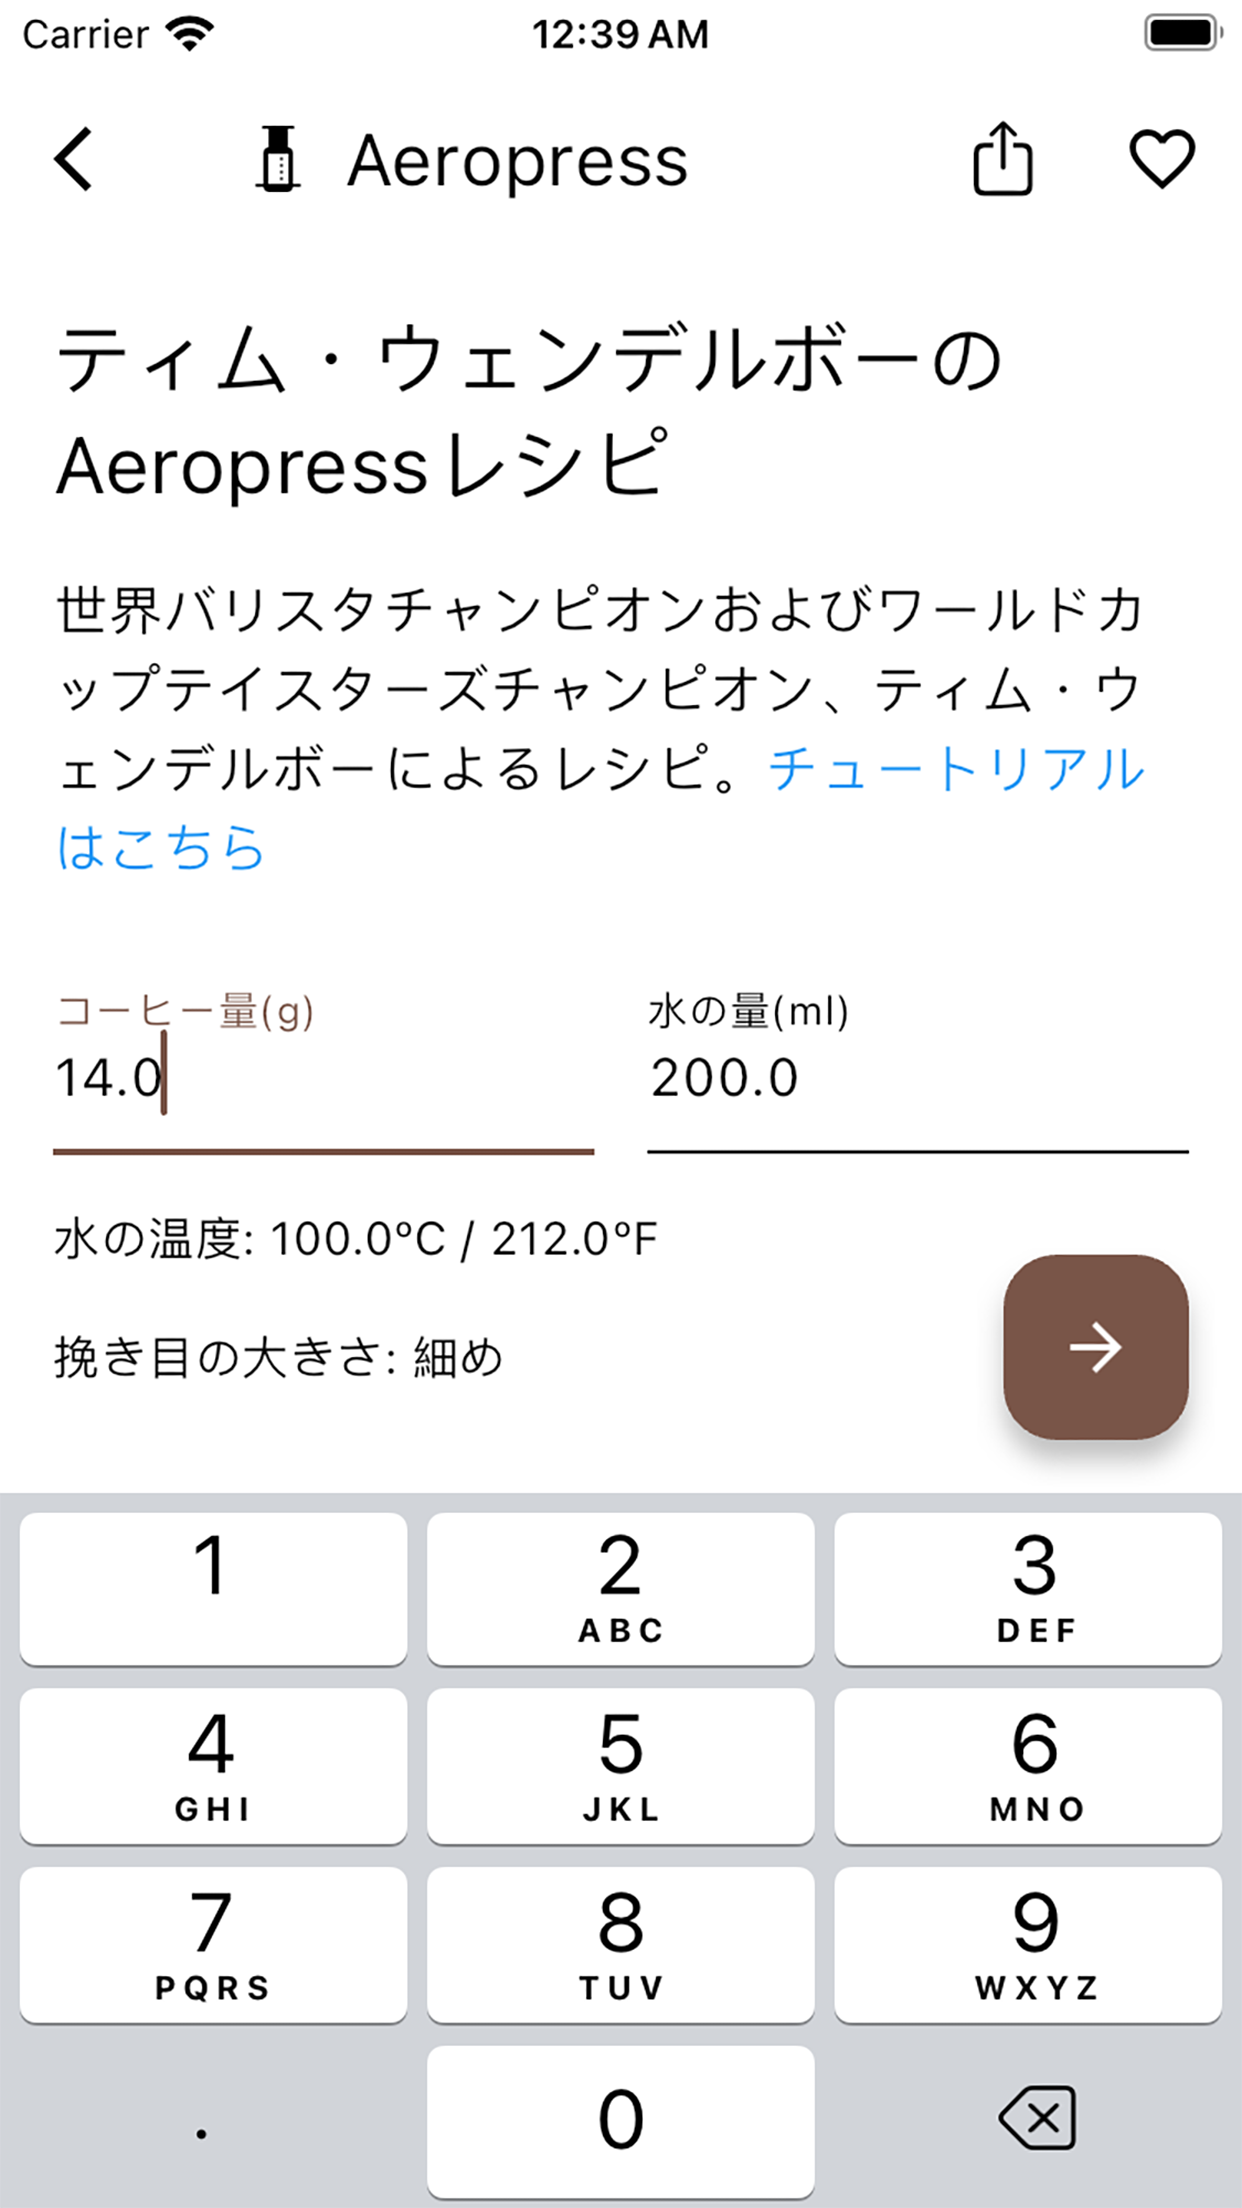 Carrier 12:39 AM
Aeropress
ティム・ウェンデルボーの
Aeropressレシピ
世界バリスタチャンピオンおよびワールドカ
ップテイスターズチャンピオン、ティム・ウ
ェンデルボーによるレシピ。チュートリアル
はこちら
コーヒー量(g) 水の量(ml)
14.0 200.0
水の温度: 100.0ºC / 212.0ºF
挽き目の大きさ: 細め
1 2 3
ABC DEF
4 5 6
GHI JKL MNO
7 8 9
PQRS TUV WXYZ
. 0